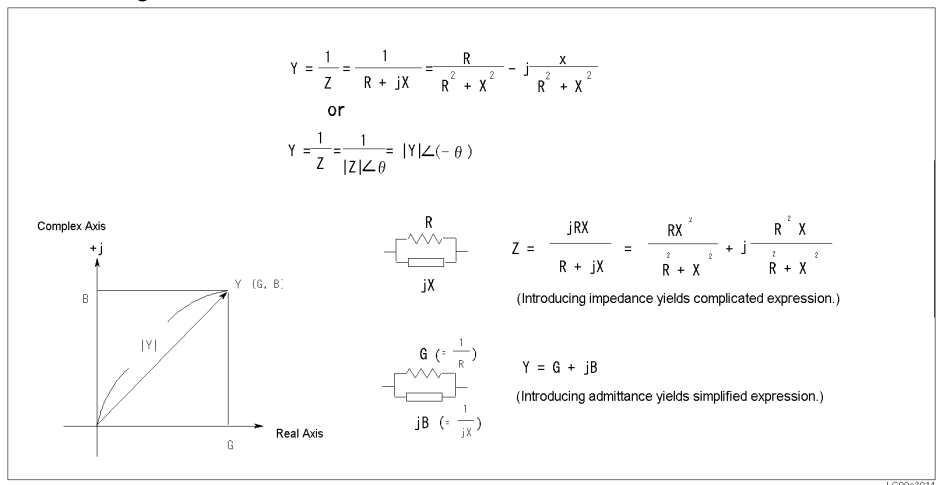 Y = 1/Z = 1/(R + jX) = R/(R² + X²) - j x/(R² + X²)
or
Y = 1/Z = 1/(|Z|∠θ) = |Y|∠(- θ )
Complex Axis
+j
B
Y (G, B)
|Y|
G
Real Axis
R
jX
Z = jRX/(R + jX) = RX²/(R² + X²) + j R²X/(R² + X²)
(Introducing impedance yields complicated expression.)
G (= 1/R)
jB (= 1/jX)
Y = G + jB
(Introducing admittance yields simplified expression.)